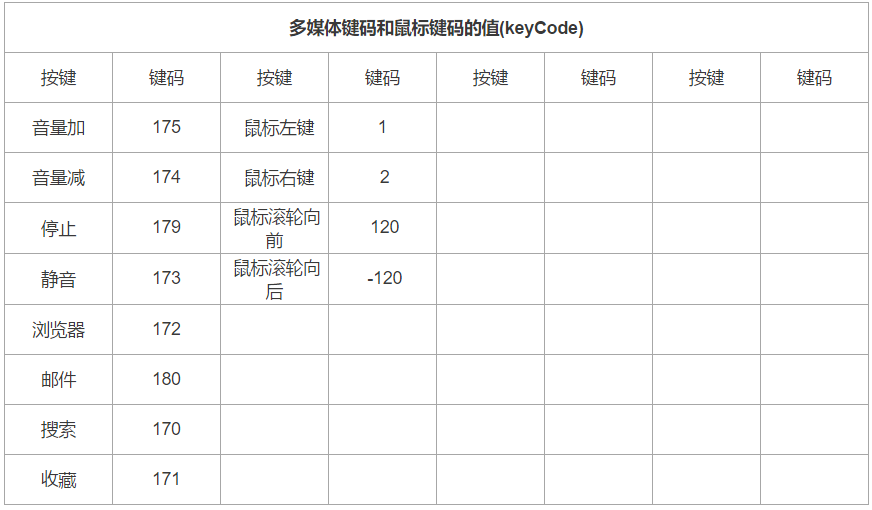 多媒体键码和鼠标键码的值(keyCode)
按键 键码 按键 键码 按键 键码 按键 键码
音量加 175 鼠标左键 1
音量减 174 鼠标右键 2
停止 179 鼠标滚轮向前 120
静音 173 鼠标滚轮向后 -120
浏览器 172
邮件 180
搜索 170
收藏 171